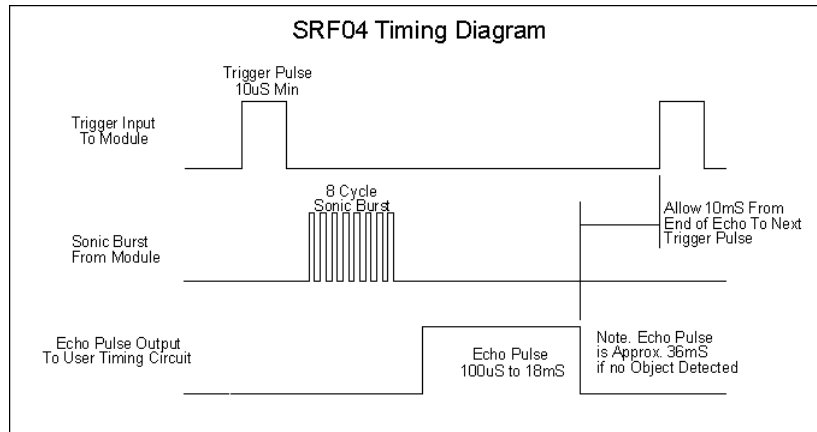 SRF04 Timing Diagram
Trigger Pulse
10uS Min
Trigger Input
To Module
8 Cycle
Sonic Burst
Allow 10mS From
End of Echo To Next
Trigger Pulse
Sonic Burst
From Module
Echo Pulse Output
To User Timing Circuit
Echo Pulse
100uS to 18mS
Note. Echo Pulse
is Approx. 36mS
if no Object Detected